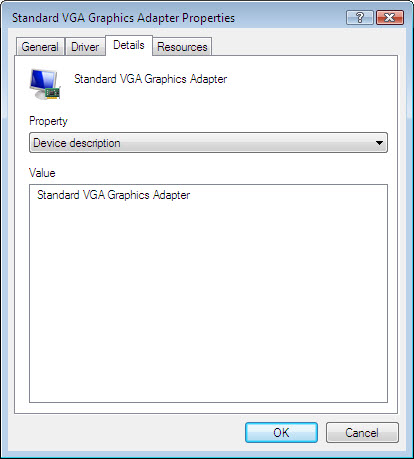 Standard VGA Graphics Adapter Properties
General Driver Details Resources
Standard VGA Graphics Adapter
Property
Device description
Value
Standard VGA Graphics Adapter
OK Cancel